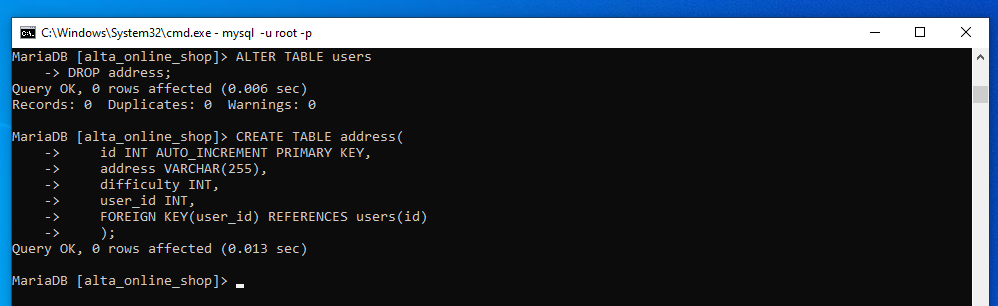 C:\Windows\System32\cmd.exe - mysql  -u root -p
MariaDB [alta_online_shop]> ALTER TABLE users
    -> DROP address;
Query OK, 0 rows affected (0.006 sec)
Records: 0  Duplicates: 0  Warnings: 0
MariaDB [alta_online_shop]> CREATE TABLE address(
    ->     id INT AUTO_INCREMENT PRIMARY KEY,
    ->     address VARCHAR(255),
    ->     difficulty INT,
    ->     user_id INT,
    ->     FOREIGN KEY(user_id) REFERENCES users(id)
    ->     );
Query OK, 0 rows affected (0.013 sec)
MariaDB [alta_online_shop]>